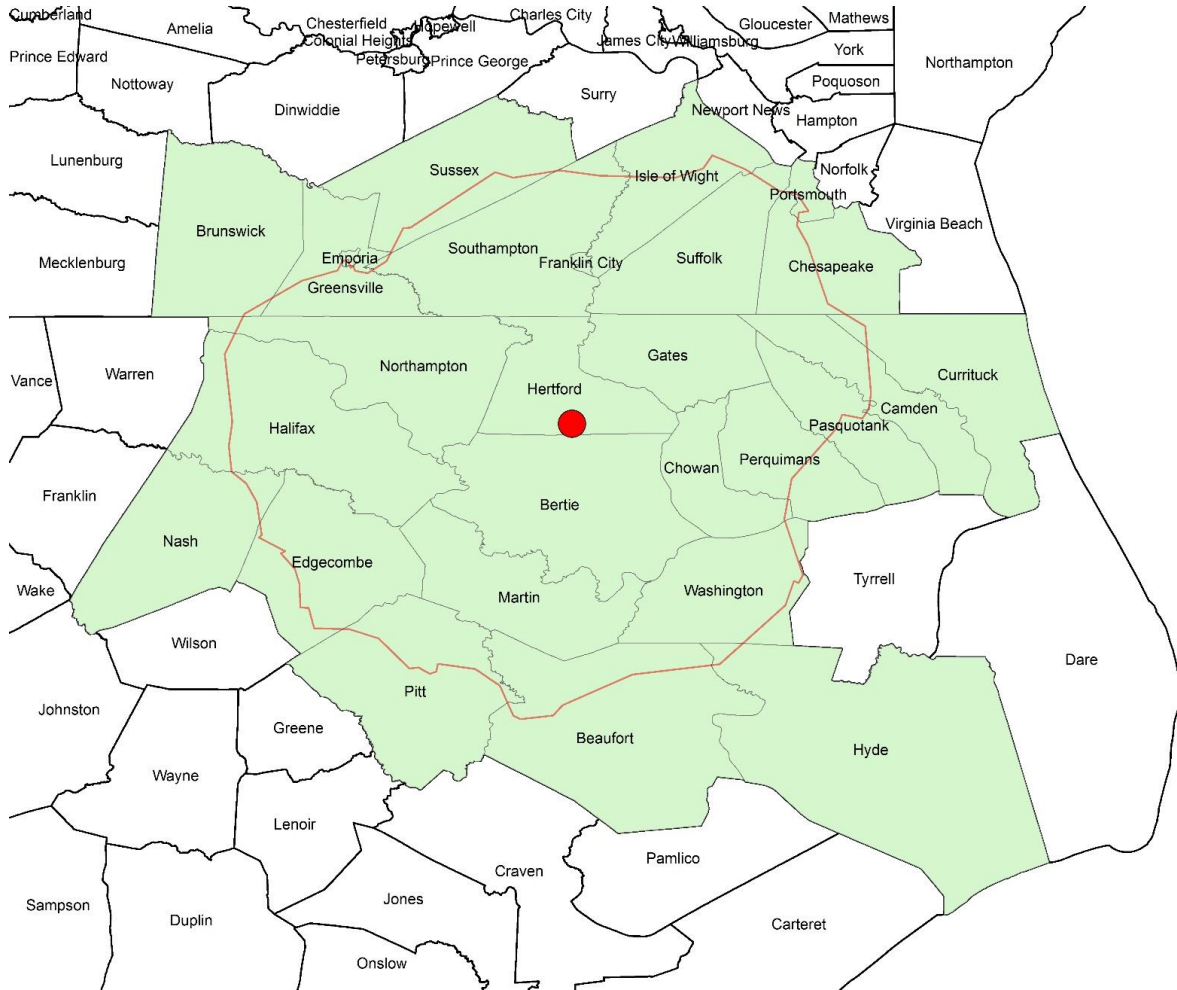 Cumberland
Amelia
Chesterfield
Hopewell
Charles City
Gloucester
Mathews
Colonial Heights
James City
Williamsburg
York
Prince Edward
Petersburg
Prince George
Northampton
Nottoway
Poquoson
Dinwiddie
Surry
Newport News
Hampton
Lunenburg
Sussex
Isle of Wight
Norfolk
Portsmouth
Brunswick
Virginia Beach
Southampton
Mecklenburg
Emporia
Franklin City
Suffolk
Chesapeake
Greensville
Gates
Northampton
Warren
Vance
Currituck
Hertford
Camden
Halifax
Pasquotank
Perquimans
Chowan
Franklin
Bertie
Nash
Edgecombe
Tyrrell
Wake
Washington
Martin
Wilson
Dare
Pitt
Johnston
Greene
Beaufort
Hyde
Wayne
Lenoir
Pamlico
Craven
Jones
Sampson
Duplin
Carteret
Onslow